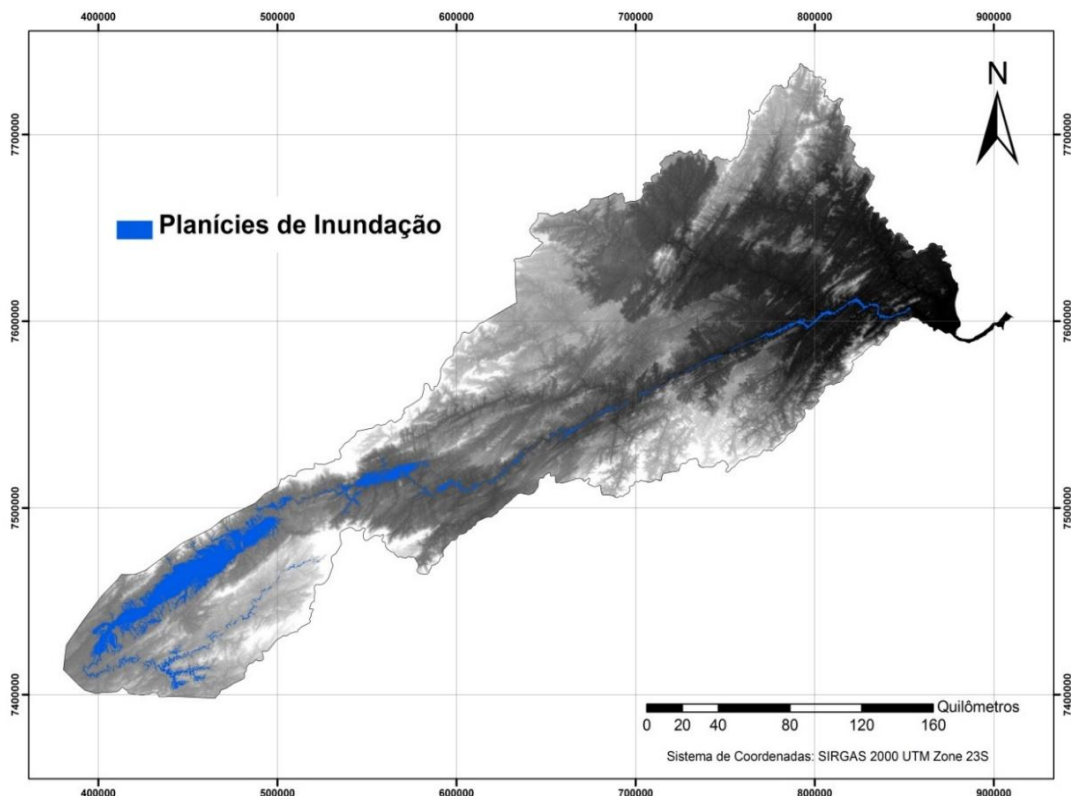 400000 500000 600000 700000 800000 900000
N
7700000 7700000
Planícies de Inundação
7600000 7600000
7500000 7500000
7400000 7400000
Quilômetros
0 20 40 80 120 160
Sistema de Coordenadas: SIRGAS 2000 UTM Zone 23S
400000 500000 600000 700000 800000 900000